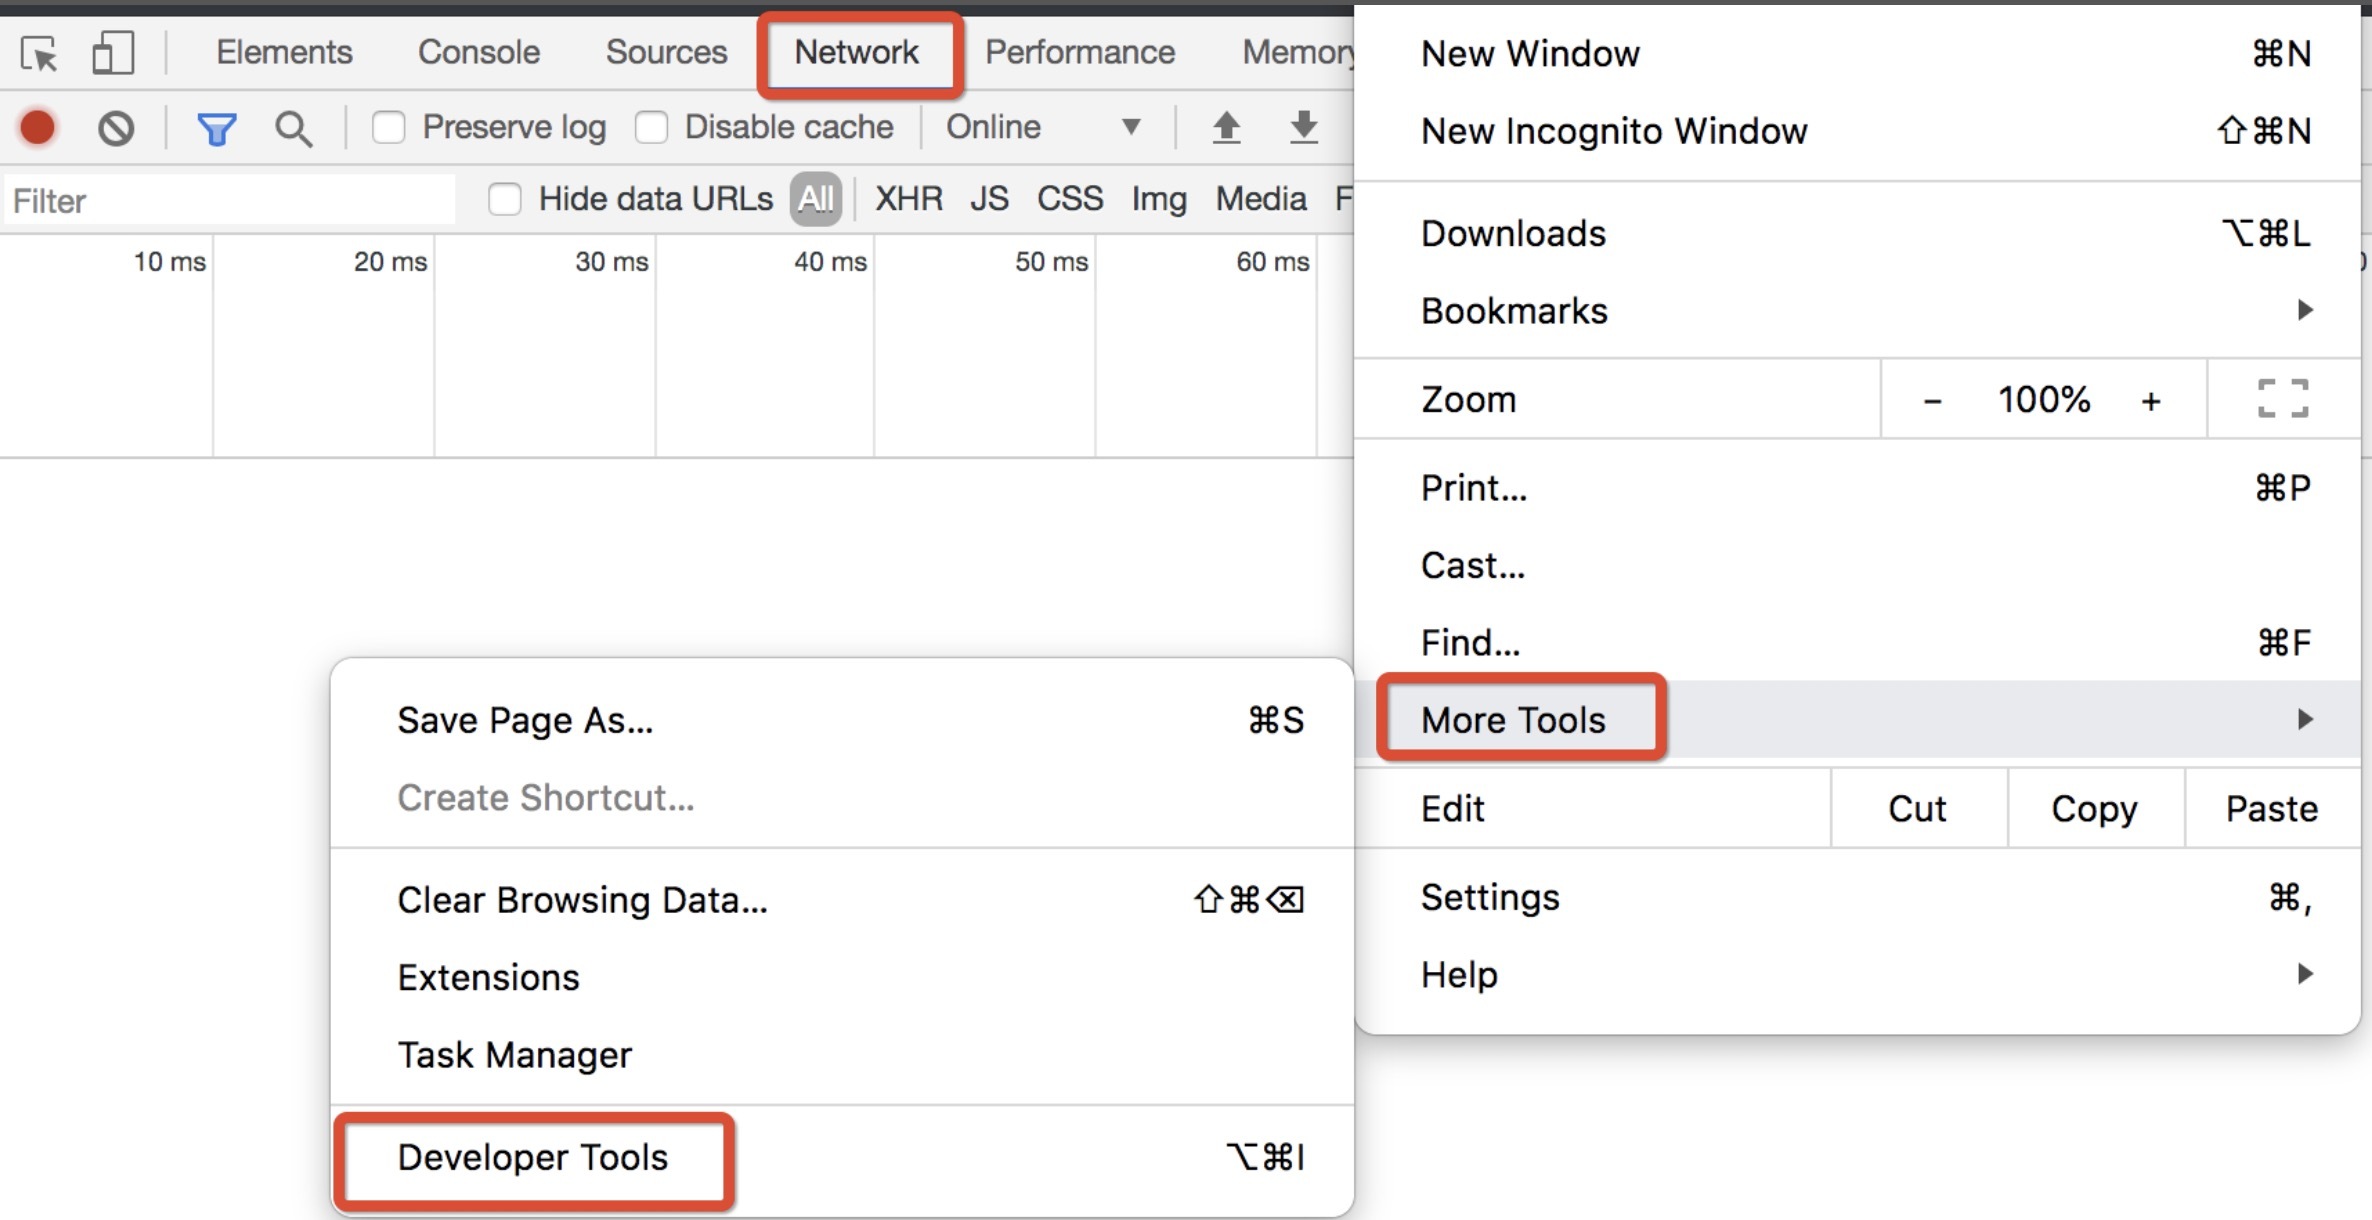 Elements Console Sources Network Performance Memory
Preserve log Disable cache Online
Filter Hide data URLs All XHR JS CSS Img Media F
10 ms 20 ms 30 ms 40 ms 50 ms 60 ms
New Window ⌘N
New Incognito Window ⇧⌘N
Downloads ⌥⌘L
Bookmarks
Zoom − 100% +
Print... ⌘P
Cast...
Find... ⌘F
More Tools
Edit Cut Copy Paste
Settings ⌘,
Help
Save Page As... ⌘S
Create Shortcut...
Clear Browsing Data... ⇧⌘⌫
Extensions
Task Manager
Developer Tools ⌥⌘I